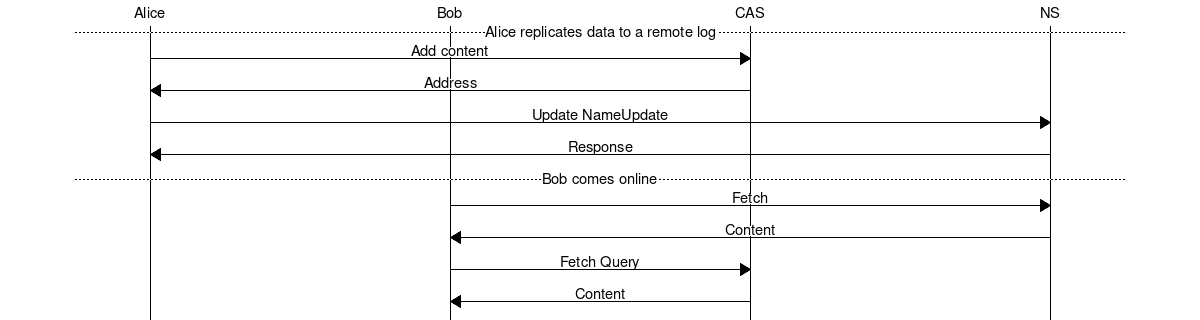 Alice Bob CAS NS
Alice replicates data to a remote log
Add content
Address
Update NameUpdate
Response
Bob comes online
Fetch
Content
Fetch Query
Content